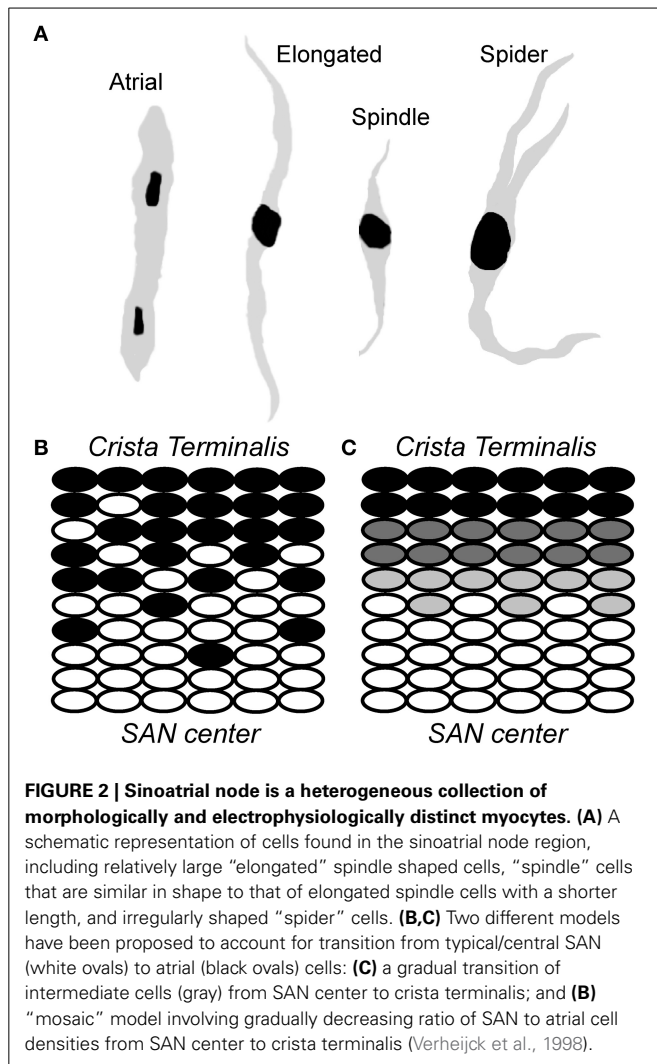 A
Atrial
Elongated
Spindle
Spider
B
Crista Terminalis
SAN center
C
Crista Terminalis
SAN center
FIGURE 2 | Sinoatrial node is a heterogeneous collection of
morphologically and electrophysiologically distinct myocytes. (A) A
schematic representation of cells found in the sinoatrial node region,
including relatively large “elongated” spindle shaped cells, “spindle” cells
that are similar in shape to that of elongated spindle cells with a shorter
length, and irregularly shaped “spider” cells. (B,C) Two different models
have been proposed to account for transition from typical/central SAN
(white ovals) to atrial (black ovals) cells: (C) a gradual transition of
intermediate cells (gray) from SAN center to crista terminalis; and (B)
“mosaic” model involving gradually decreasing ratio of SAN to atrial cell
densities from SAN center to crista terminalis (Verheijck et al., 1998).